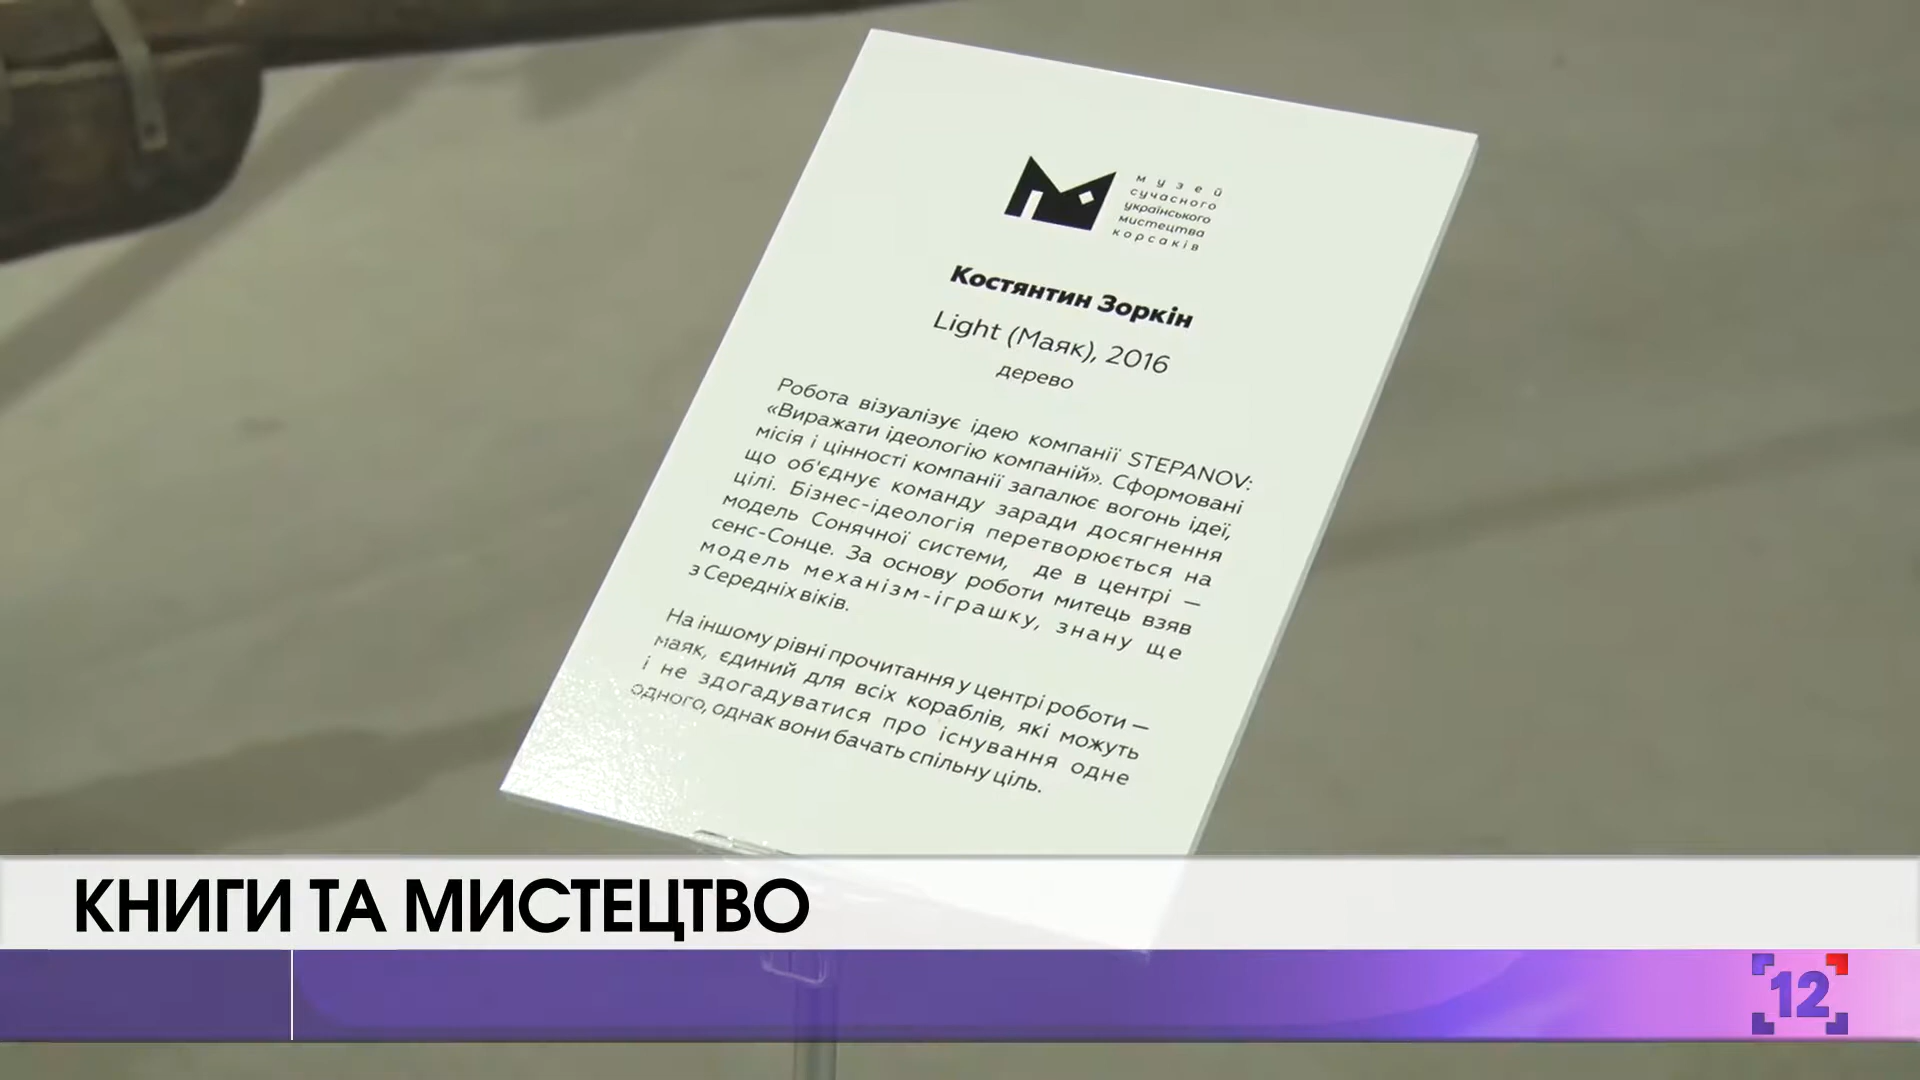 музей
сучасного
українського
мистецтва
корсаків
Костянтин Зоркін
Light (Маяк), 2016
дерево
Робота візуалізує ідею компанії STEPANOV:
«Виражати ідеологію компаній». Сформовані
місія і цінності компанії запалює вогонь ідеї,
що об'єднує команду заради досягнення
цілі. Бізнес-ідеологія перетворюється на
модель Сонячної системи, де в центрі —
сенс-Сонце. За основу роботи митець взяв
модель механізм-іграшку, знану ще
з Середніх віків.
На іншому рівні прочитання у центрі роботи —
маяк, єдиний для всіх кораблів, які можуть
і не здогадуватися про існування одне
одного, однак вони бачать спільну ціль.
КНИГИ ТА МИСТЕЦТВО
12